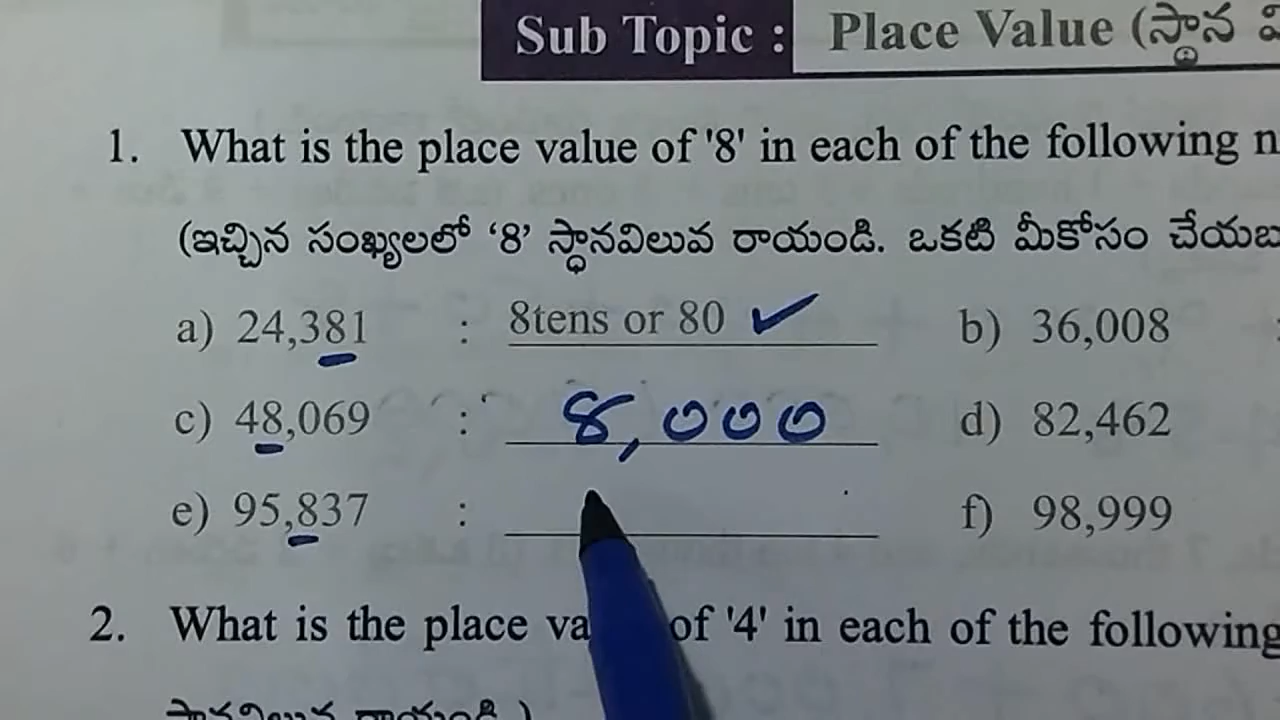 Sub Topic : Place Value (స్థాన
1. What is the place value of '8' in each of the following
(ఇచ్చిన సంఖ్యలలో ‘8’ స్థానవిలువ రాయండి. ఒకటి మీకోసం
a) 24,381 : 8tens or 80 ✓ b) 36,008
c) 48,069 : 8,000 d) 82,462
e) 95,837 : f) 98,999
2. What is the place of '4' in each of the following
స్థానవిలువ రాయండి.)